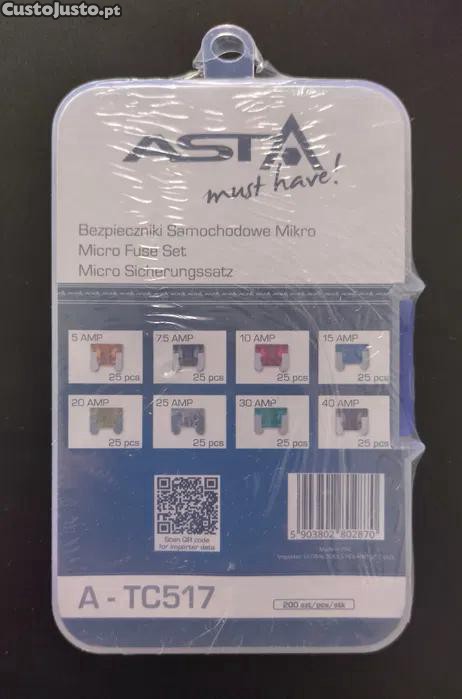 CustoJusto.pt
ASTA
must have!
Bezpieczniki Samochodowe Mikro
Micro Fuse Set
Micro Sicherungssatz
5 AMP 7.5 AMP 10 AMP 15 AMP
25 pcs 25 pcs 25 pcs 25 pcs
20 AMP 25 AMP 30 AMP 40 AMP
25 pcs 25 pcs 25 pcs 25 pcs
Scan QR code
for importer data
5 903802 802870
Made in
Importer:
A - TC517
200 szt/pcs/stk